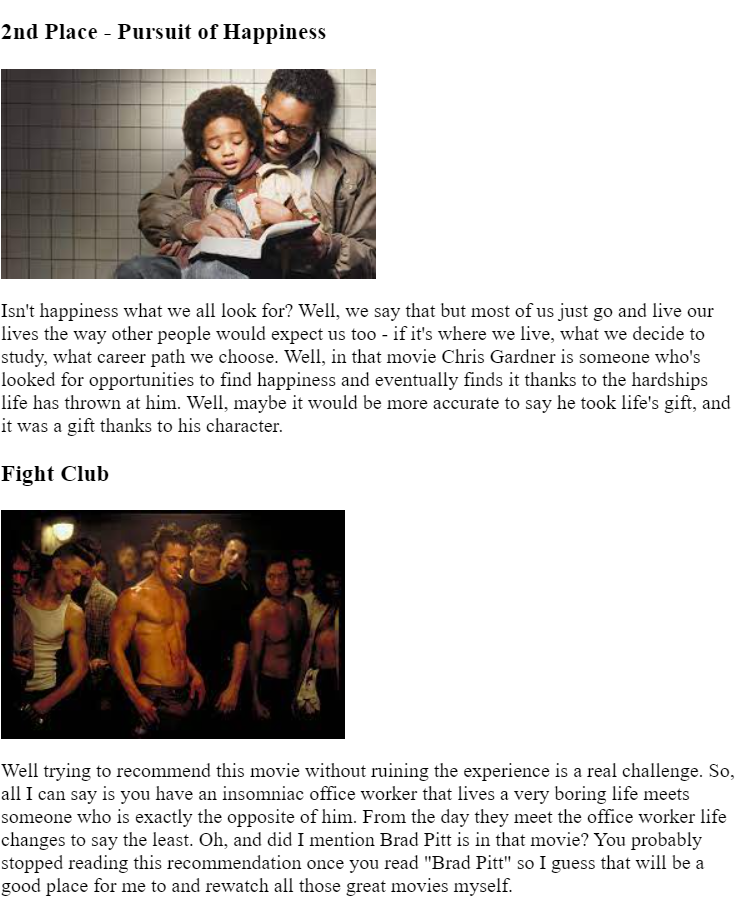 2nd Place - Pursuit of Happiness
Isn't happiness what we all look for? Well, we say that but most of us just go and live our
lives the way other people would expect us too - if it's where we live, what we decide to
study, what career path we choose. Well, in that movie Chris Gardner is someone who's
looked for opportunities to find happiness and eventually finds it thanks to the hardships
life has thrown at him. Well, maybe it would be more accurate to say he took life's gift, and
it was a gift thanks to his character.
Fight Club
Well trying to recommend this movie without ruining the experience is a real challenge. So,
all I can say is you have an insomniac office worker that lives a very boring life meets
someone who is exactly the opposite of him. From the day they meet the office worker life
changes to say the least. Oh, and did I mention Brad Pitt is in that movie? You probably
stopped reading this recommendation once you read "Brad Pitt" so I guess that will be a
good place for me to and rewatch all those great movies myself.